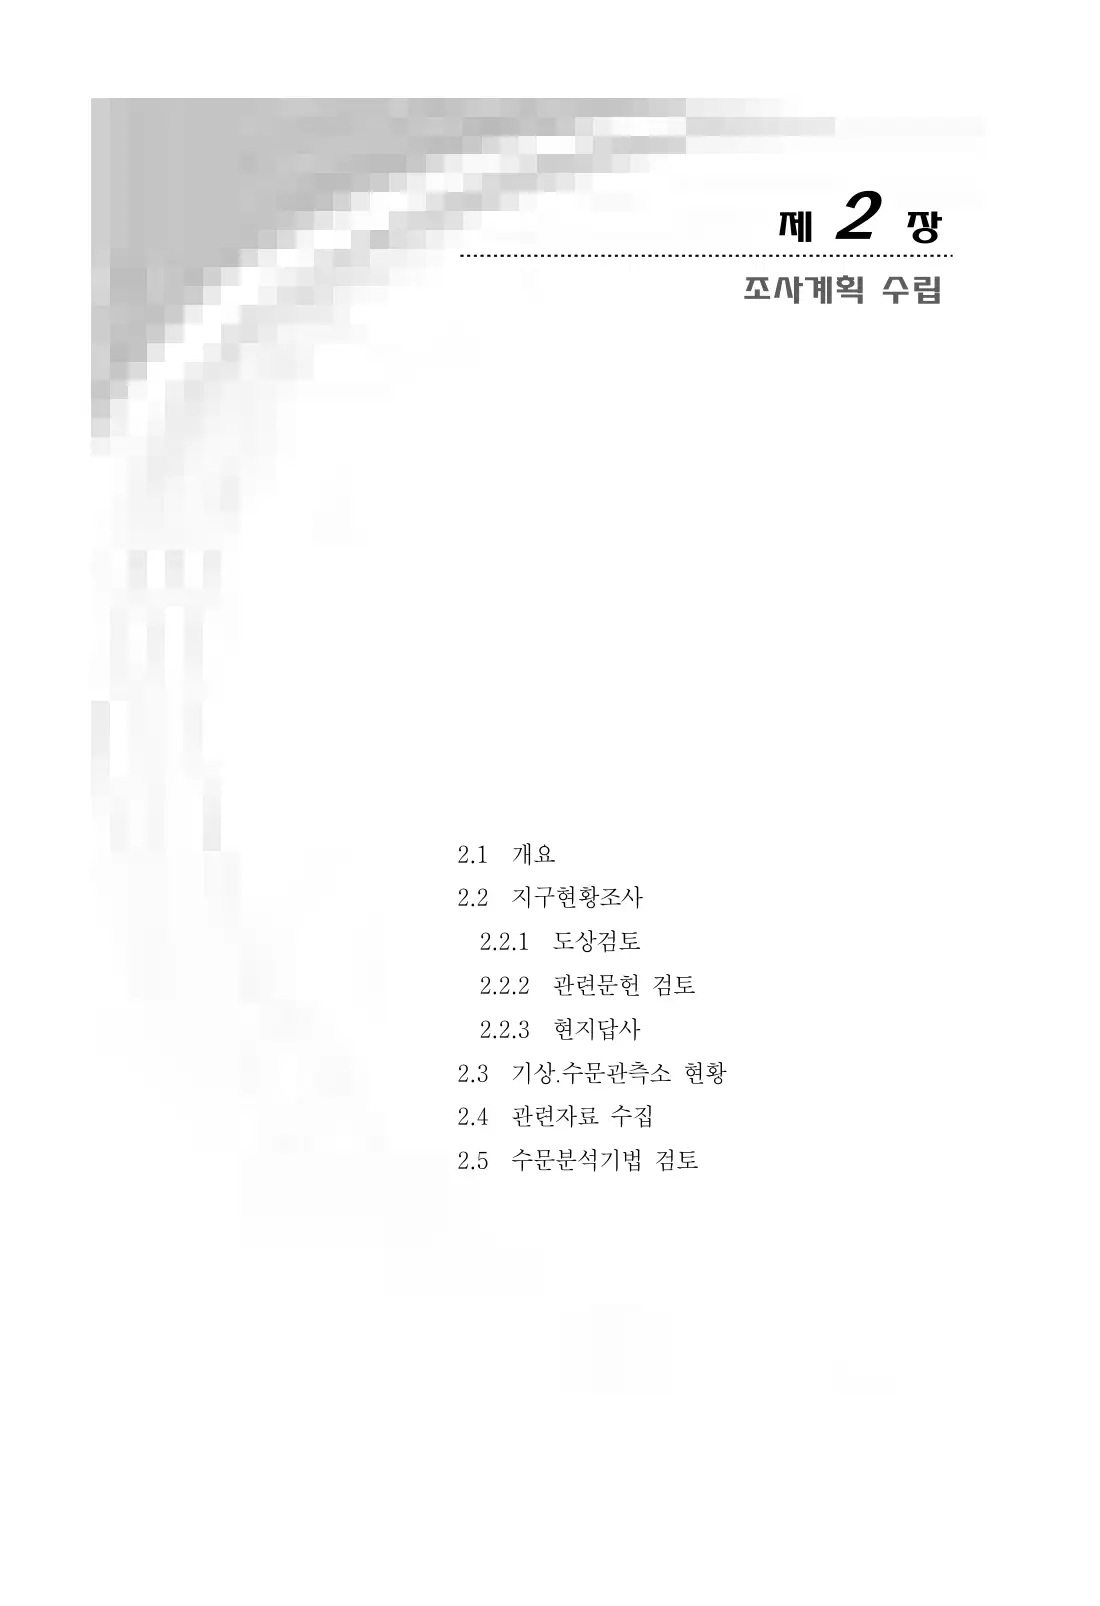 제 2 장
조사계획 수립
2.1 개요
2.2 지구현황조사
2.2.1 도상검토
2.2.2 관련문헌 검토
2.2.3 현지답사
2.3 기상.수문관측소 현황
2.4 관련자료 수집
2.5 수문분석기법 검토